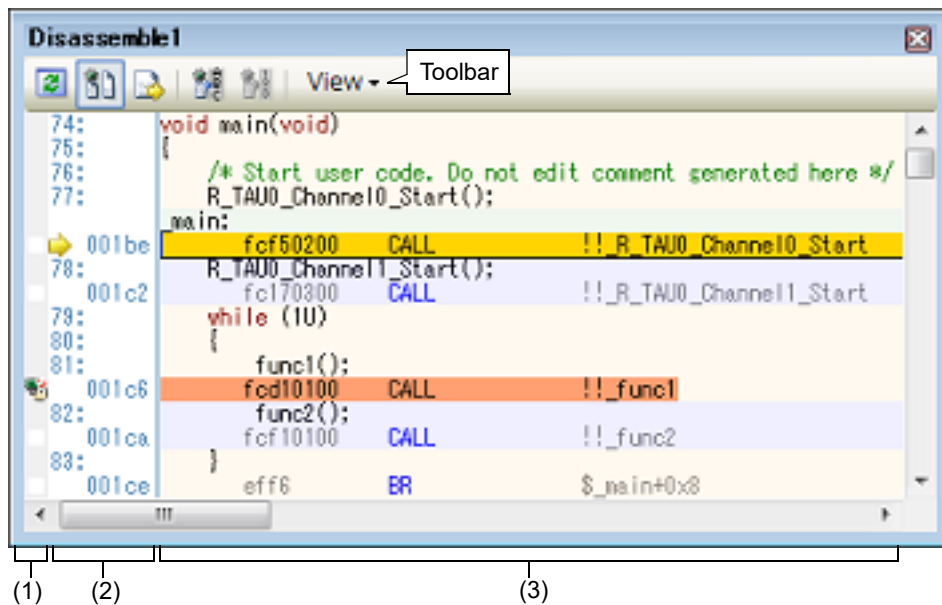 Disassemble1
View
Toolbar
74: void main(void)
75: {
76: /* Start user code. Do not edit comment generated here */
77: R_TAU0_Channel0_Start();
_main:
001be fcf50200 CALL !!_R_TAU0_Channel0_Start
78: R_TAU0_Channel1_Start();
001c2 fc170300 CALL !!_R_TAU0_Channel1_Start
79: while (1U)
80: {
81: func1();
001c6 fcd10100 CALL !!_func1
82: func2();
001ca fcf10100 CALL !!_func2
83: }
001ce eff6 BR $_main+0x8
(1) (2) (3)